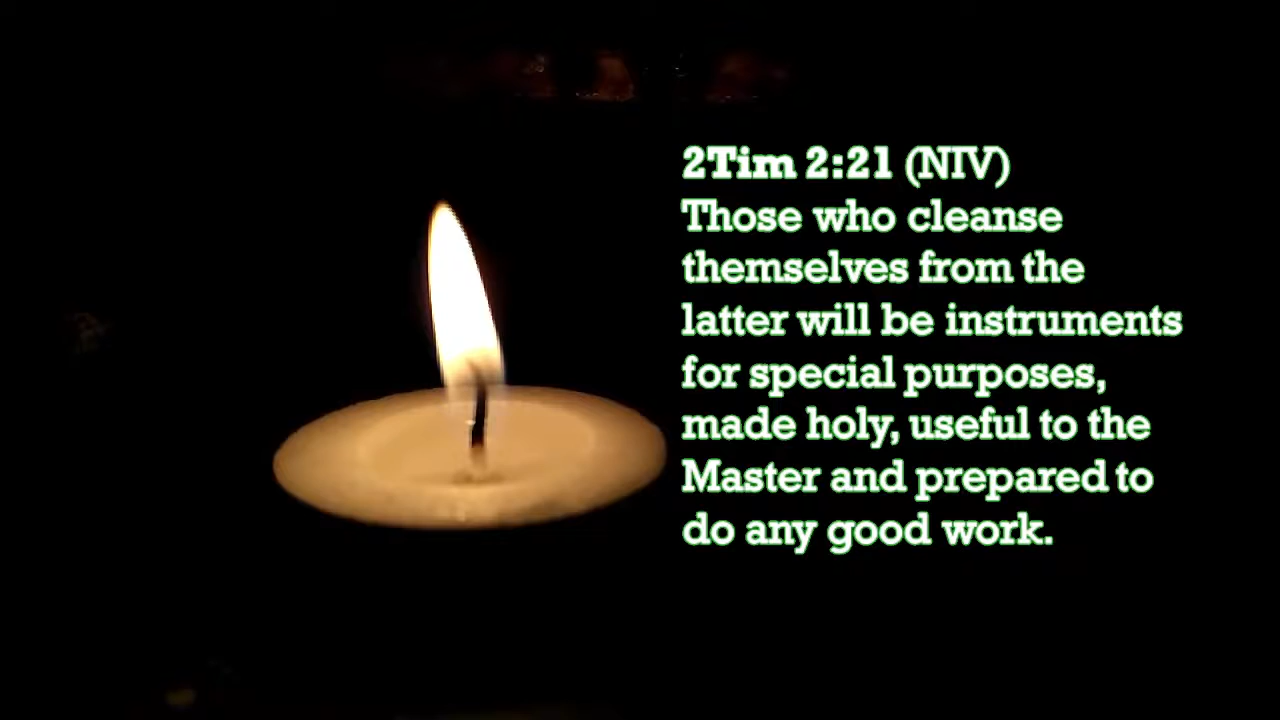 2Tim 2:21 (NIV)
Those who cleanse
themselves from the
latter will be instruments
for special purposes,
made holy, useful to the
Master and prepared to
do any good work.